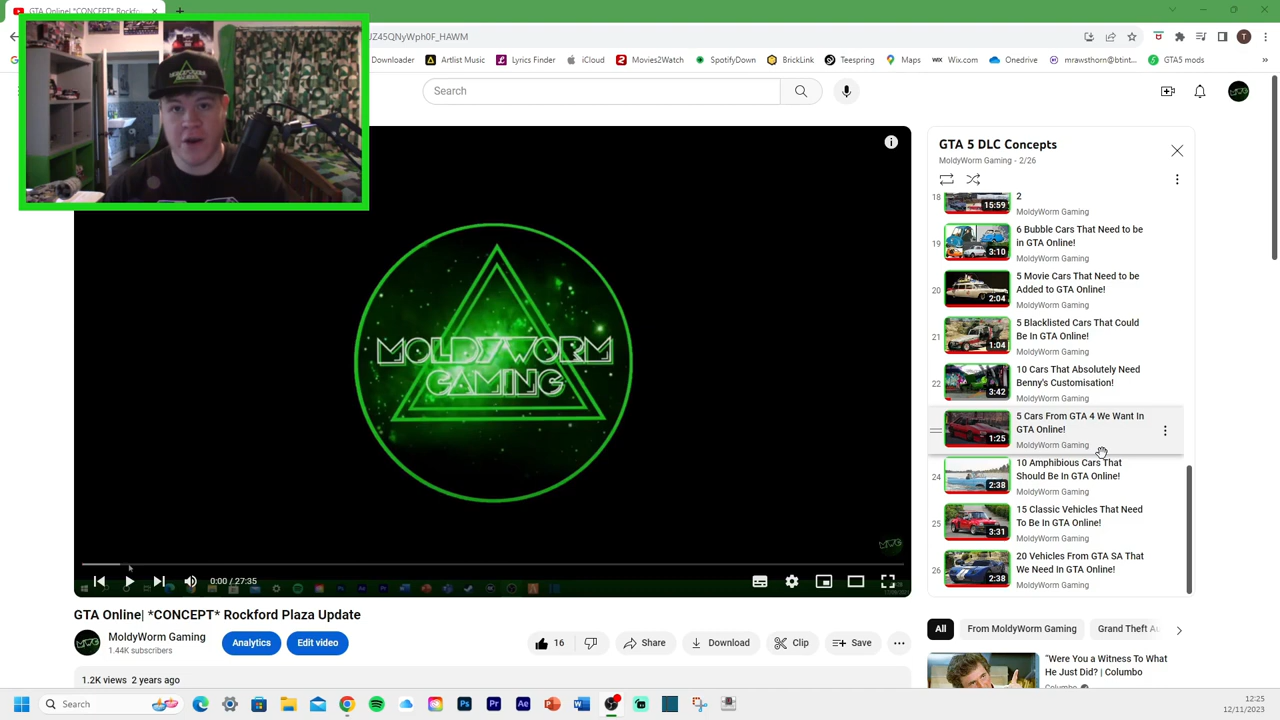 GTA Online| *CONCEPT* Rockfo
JZ45QNyWph0F_HAWM
T
Downloader
Artlist Music
Lyrics Finder
iCloud
Movies2Watch
SpotifyDown
BrickLink
Teespring
Maps
WIX Wix.com
Onedrive
mrawsthorn@btint...
GTA5 mods
»
Search
MOLDYWORM
GAMING
0:00 / 27:35
GTA 5 DLC Concepts
MoldyWorm Gaming - 2/26
18
15:59
2
MoldyWorm Gaming
19
3:10
6 Bubble Cars That Need to be
in GTA Online!
MoldyWorm Gaming
20
2:04
5 Movie Cars That Need to be
Added to GTA Online!
MoldyWorm Gaming
21
1:04
5 Blacklisted Cars That Could
Be In GTA Online!
MoldyWorm Gaming
22
3:42
10 Cars That Absolutely Need
Benny's Customisation!
MoldyWorm Gaming
1:25
5 Cars From GTA 4 We Want In
GTA Online!
MoldyWorm Gaming
24
2:38
10 Amphibious Cars That
Should Be In GTA Online!
MoldyWorm Gaming
25
3:31
15 Classic Vehicles That Need
To Be In GTA Online!
MoldyWorm Gaming
26
2:38
20 Vehicles From GTA SA That
We Need In GTA Online!
MoldyWorm Gaming
GTA Online| *CONCEPT* Rockford Plaza Update
MoldyWorm Gaming
1.44K subscribers
Analytics
Edit video
16
Share
Download
Clip
Save
1.2K views 2 years ago
All
From MoldyWorm Gaming
Grand Theft Au
"Were You a Witness To What
He Just Did? | Columbo
Columbo
Search
12:25
12/11/2023